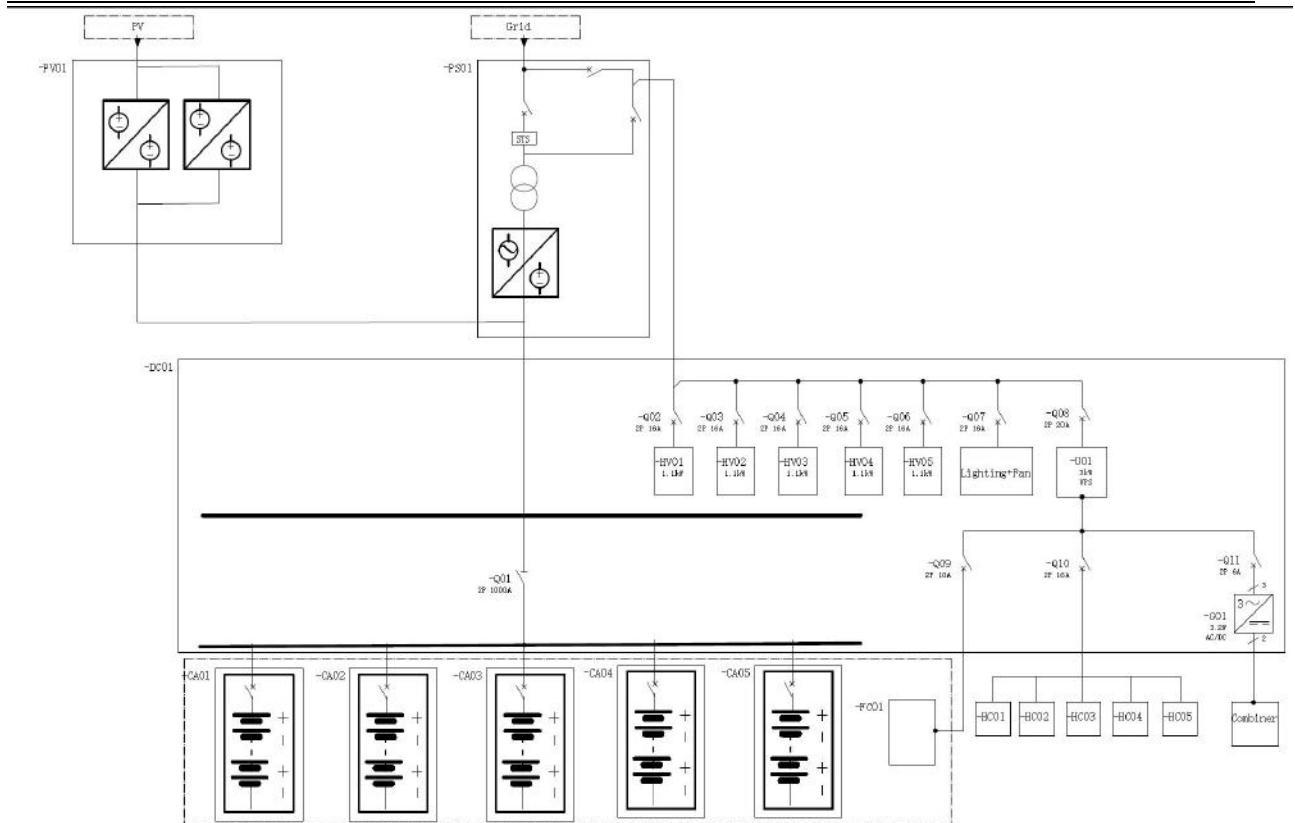 PV
Grid
-PV01
-PS01
STS
-DC01
-Q02
2P 16A
-Q03
2P 16A
-Q04
2P 16A
-Q05
2P 16A
-Q06
2P 16A
-Q07
2P 16A
-Q08
2P 20A
-HV01
1.1kW
-HV02
1.1kW
-HV03
1.1kW
-HV04
1.1kW
-HV05
1.1kW
Lighting+Fan
-U01
3kW
UPS
-Q01
2P 1000A
-Q09
2P 10A
-Q10
2P 16A
-Q11
2P 6A
3
3
-G01
AC/DC
2
-CA01
-CA02
-CA03
-CA04
-CA05
-FC01
-HC01
-HC02
-HC03
-HC04
-HC05
Combiner